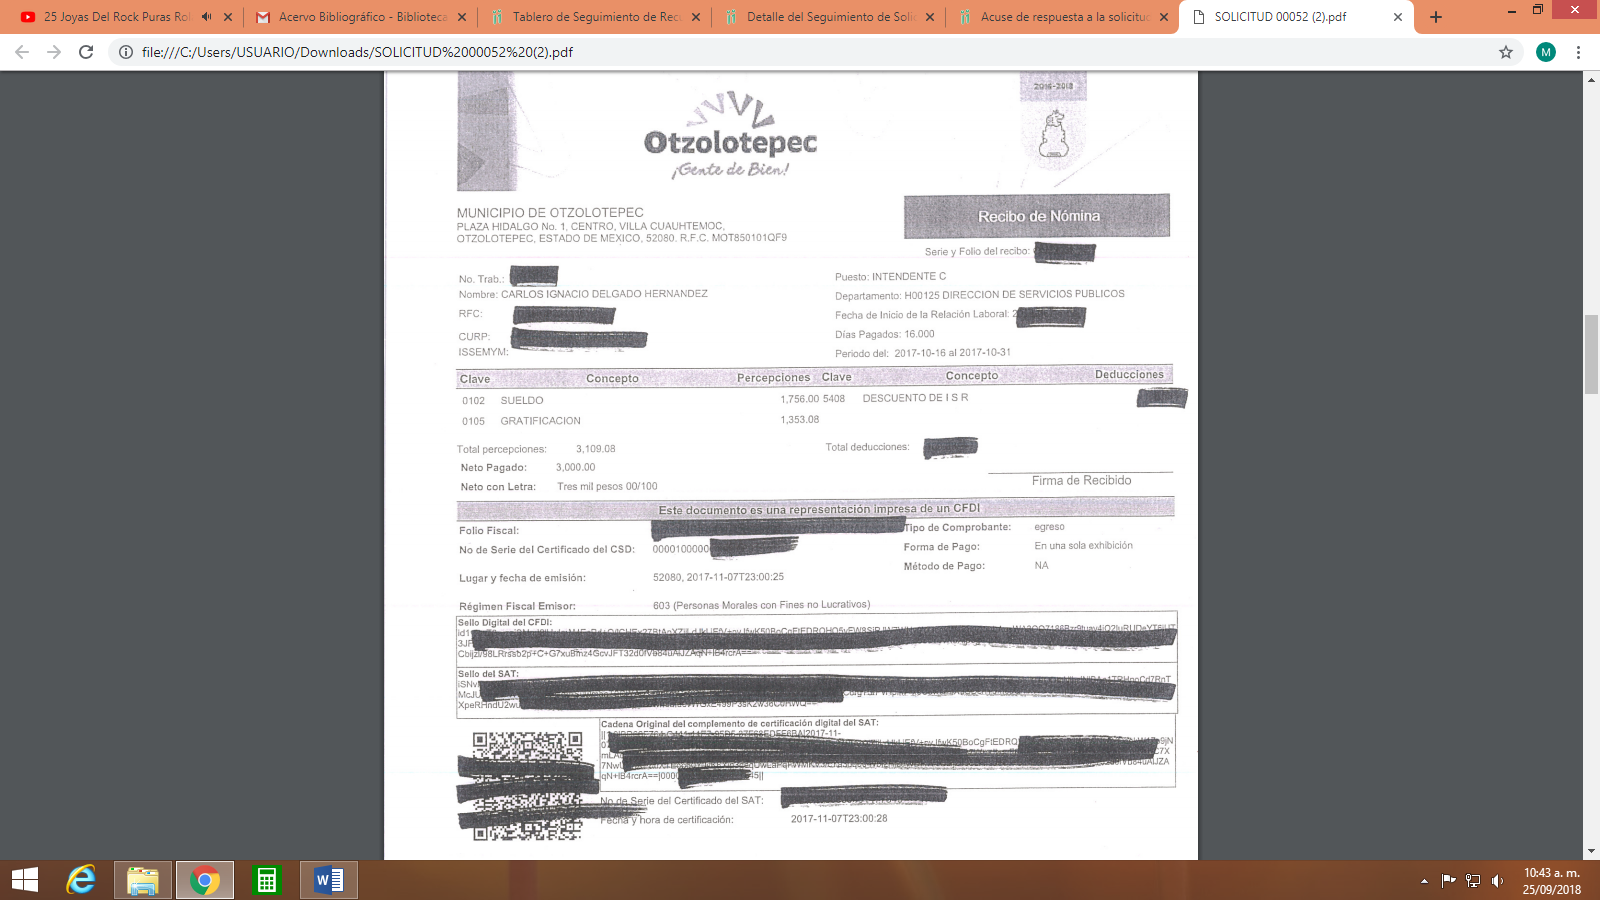 25 Joyas Del Rock Puras Rol
Acervo Bibliográfico - Biblioteca
Tablero de Seguimiento de Recu
Detalle del Seguimiento de Solic
Acuse de respuesta a la solicitud
SOLICITUD 00052 (2).pdf
file:///C:/Users/USUARIO/Downloads/SOLICITUD%2000052%20(2).pdf
M
2016-2018
Otzolotepec
¡Gente de Bien!
MUNICIPIO DE OTZOLOTEPEC
PLAZA HIDALGO No. 1, CENTRO, VILLA CUAUHTEMOC,
OTZOLOTEPEC, ESTADO DE MEXICO, 52080, R.F.C. MOT850101QF9
Recibo de Nómina
Serie y Folio del recibo:
No. Trab.:
Nombre: CARLOS IGNACIO DELGADO HERNANDEZ
RFC:
CURP:
ISSEMYM:
Puesto: INTENDENTE C
Departamento: H00125 DIRECCION DE SERVICIOS PUBLICOS
Fecha de Inicio de la Relación Laboral: 2
Días Pagados: 16.000
Periodo del: 2017-10-16 al 2017-10-31
Clave Concepto Percepciones Clave Concepto Deducciones
0102 SUELDO 1,756.00 5408 DESCUENTO DE I S R
0105 GRATIFICACION 1,353.08
Total percepciones: 3,109.08 Total deducciones:
Neto Pagado: 3,000.00
Neto con Letra: Tres mil pesos 00/100
Firma de Recibido
Este documento es una representación impresa de un CFDI
Folio Fiscal:
Tipo de Comprobante: egreso
No de Serie del Certificado del CSD: 0000100000
Forma de Pago: En una sola exhibición
Método de Pago: NA
Lugar y fecha de emisión: 52080, 2017-11-07T23:00:25
Régimen Fiscal Emisor: 603 (Personas Morales con Fines no Lucrativos)
Sello Digital del CFDI:
Sello del SAT:
Cadena Original del complemento de certificación digital del SAT:
No de Serie del Certificado del SAT:
Fecha y hora de certificación: 2017-11-07T23:00:28
10:43 a. m.
25/09/2018